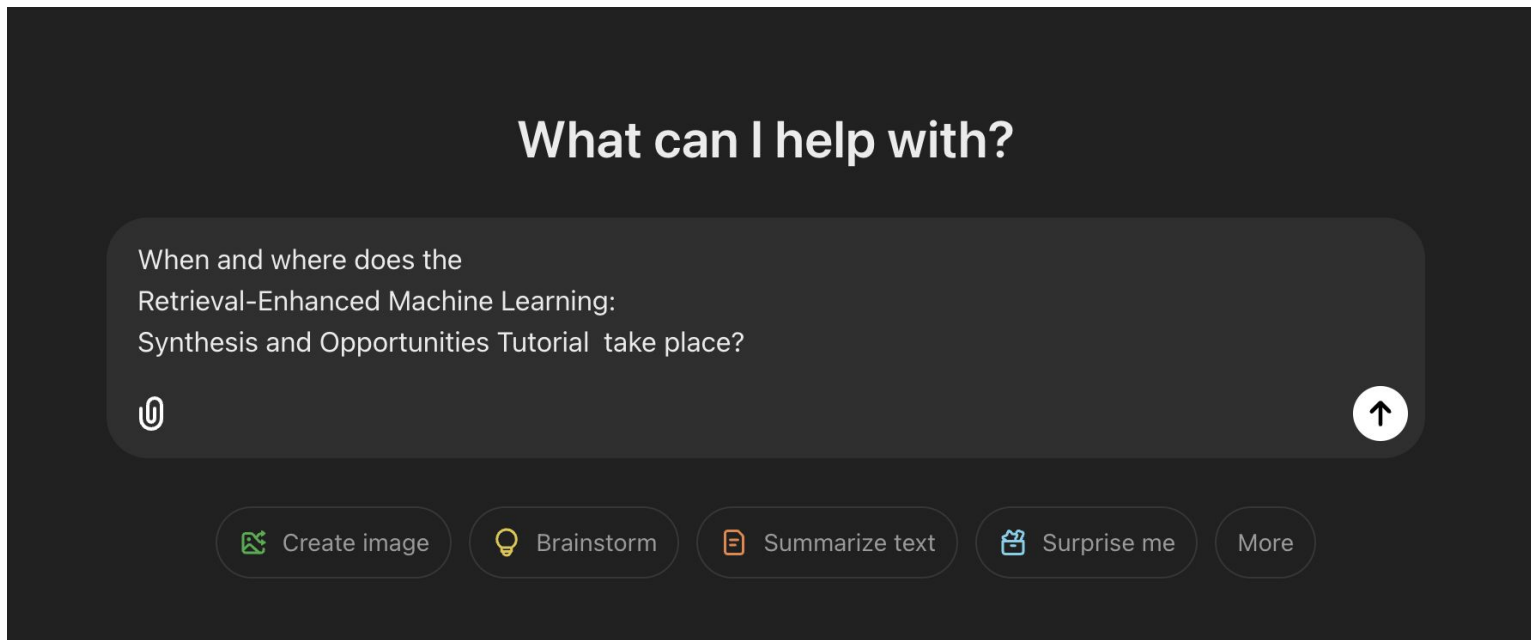 What can I help with?
When and where does the
Retrieval-Enhanced Machine Learning:
Synthesis and Opportunities Tutorial  take place?
Create image
Brainstorm
Summarize text
Surprise me
More